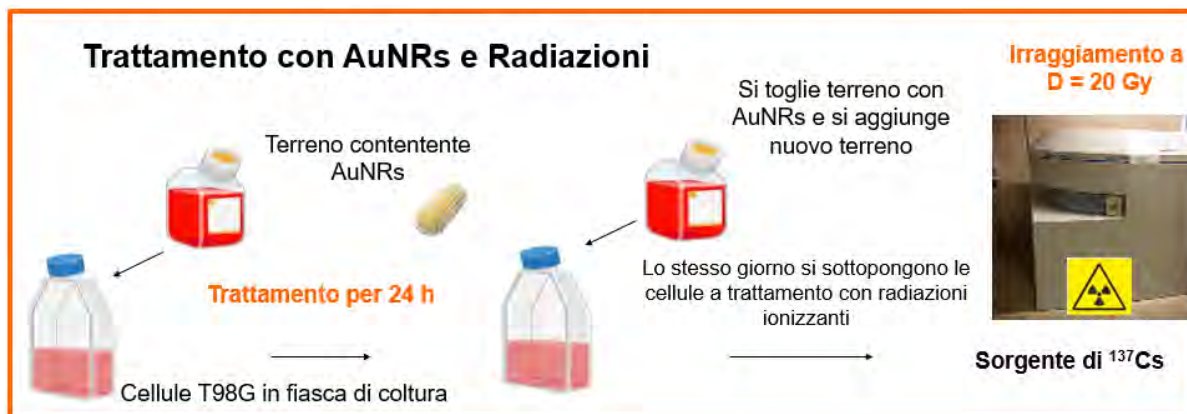 Trattamento con AuNRs e Radiazioni
Terreno contentente
AuNRs
Trattamento per 24 h
Cellule T98G in fiasca di coltura
Si toglie terreno con
AuNRs e si aggiunge
nuovo terreno
Lo stesso giorno si sottopongono le
cellule a trattamento con radiazioni
ionizzanti
Irraggiamento a
D = 20 Gy
Sorgente di ¹³⁷Cs